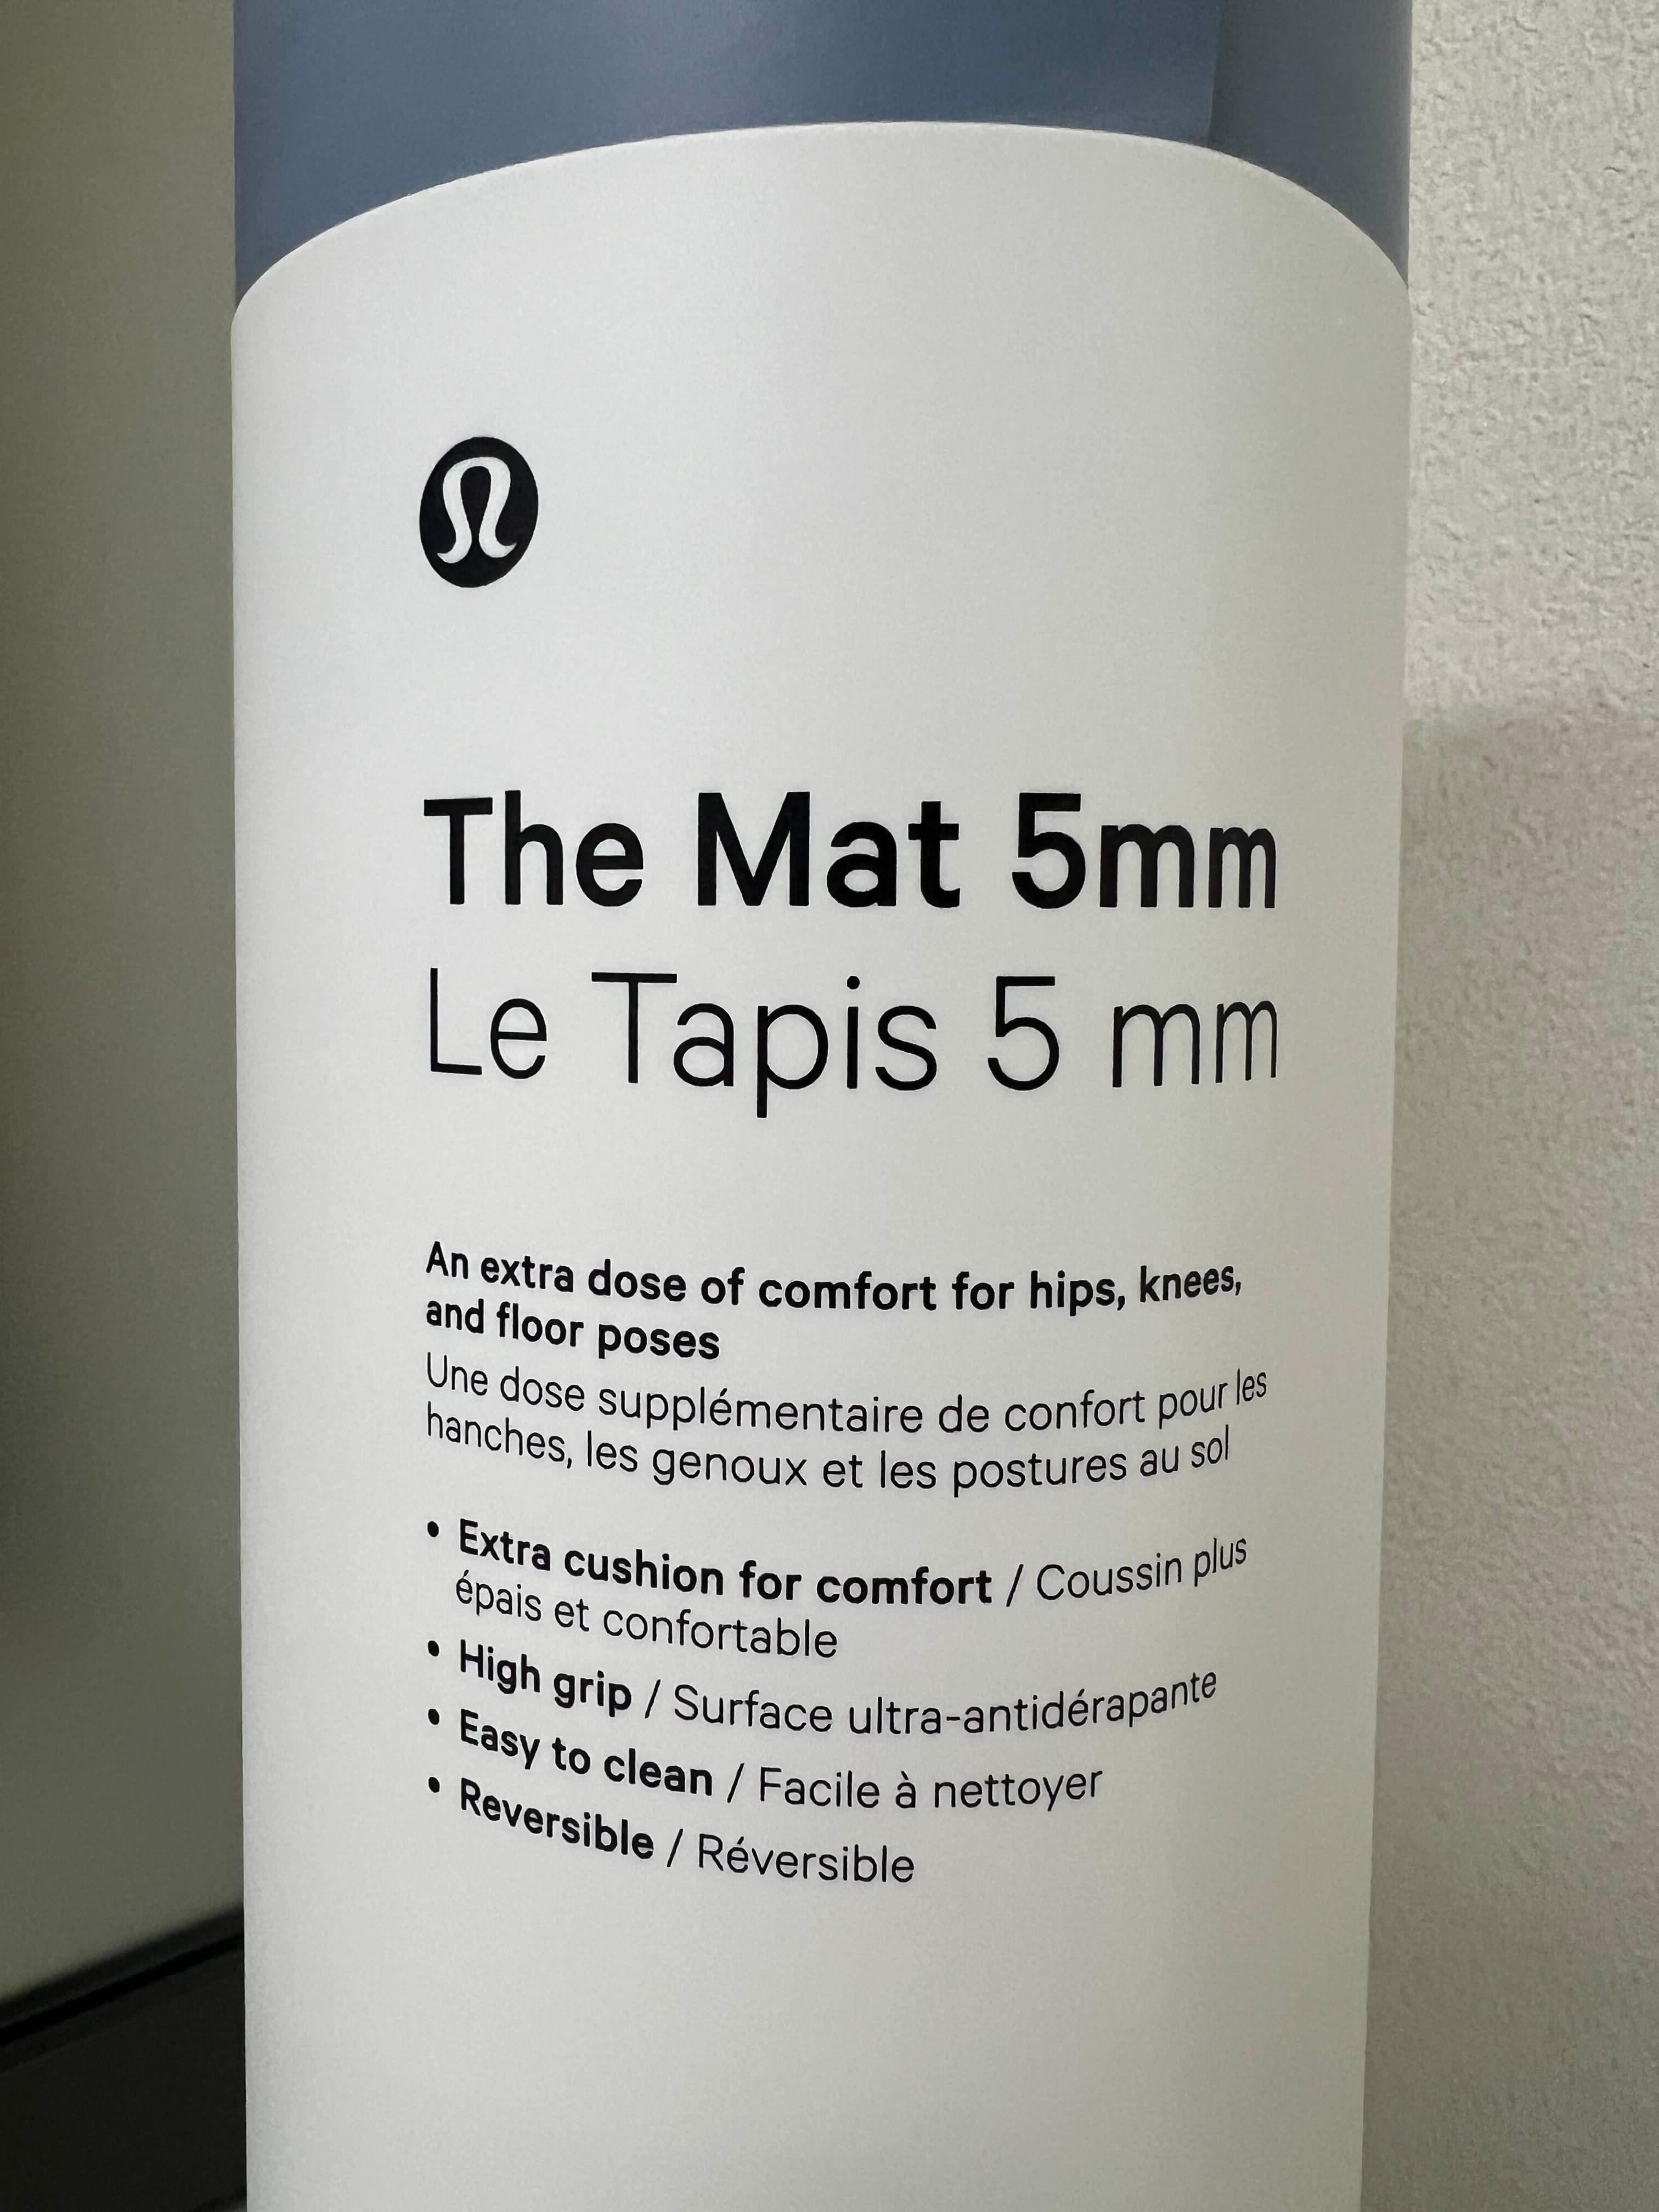 The Mat 5mm
Le Tapis 5 mm
An extra dose of comfort for hips, knees,
and floor poses
Une dose supplémentaire de confort pour les
hanches, les genoux et les postures au sol
• Extra cushion for comfort / Coussin plus
épais et confortable
• High grip / Surface ultra-antidérapante
• Easy to clean / Facile à nettoyer
• Reversible / Réversible